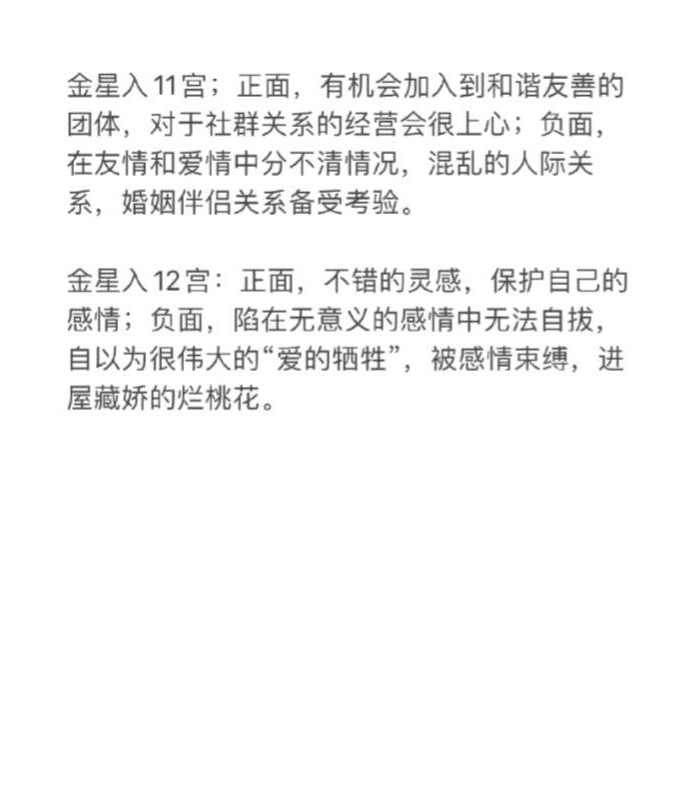 金星入11宫；正面，有机会加入到和谐友善的
团体，对于社群关系的经营会很上心；负面，
在友情和爱情中分不清情况，混乱的人际关
系，婚姻伴侣关系备受考验。
金星入12宫：正面，不错的灵感，保护自己的
感情；负面，陷在无意义的感情中无法自拔，
自以为很伟大的“爱的牺牲”，被感情束缚，进
屋藏娇的烂桃花。